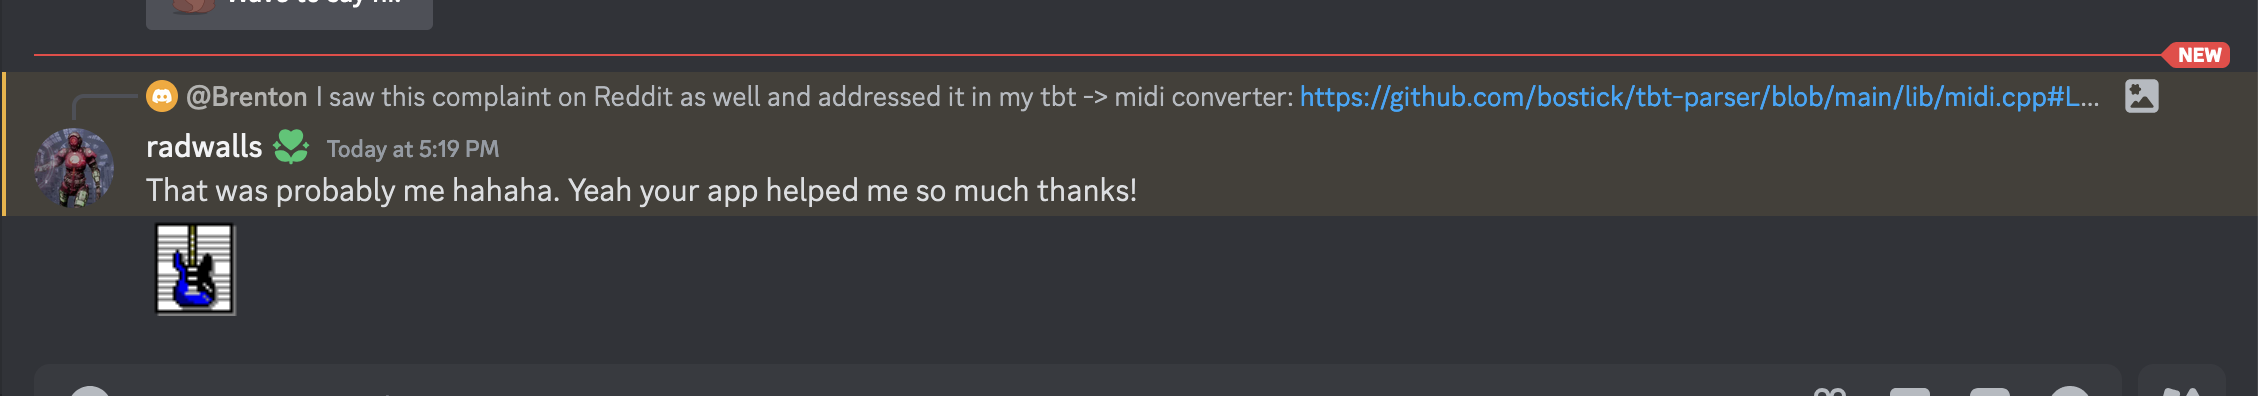 NEW
@Brenton I saw this complaint on Reddit as well and addressed it in my tbt -> midi converter: https://github.com/bostick/tbt-parser/blob/main/lib/midi.cpp#L...
radwalls Today at 5:19 PM
That was probably me hahaha. Yeah your app helped me so much thanks!